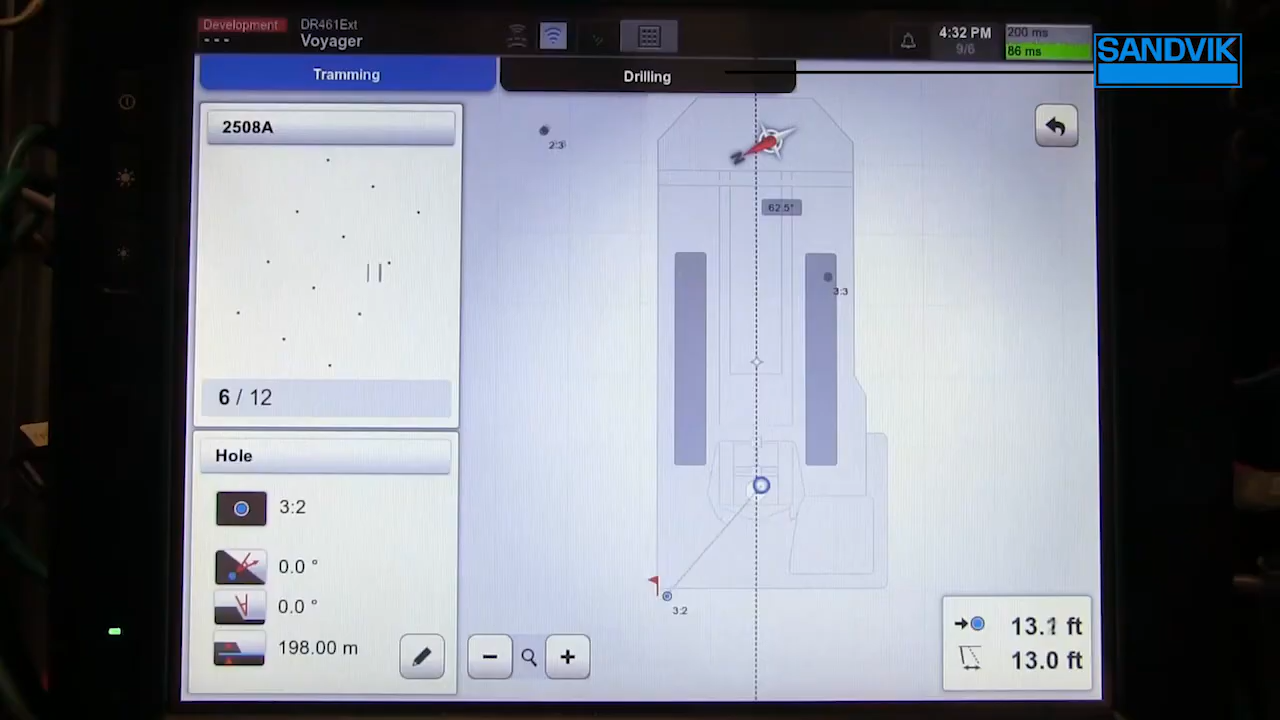 Development
- - -
DR461Ext
Voyager
4:32 PM
9/6
200 ms
86 ms
SANDVIK
Tramming
Drilling
2508A
6 / 12
Hole
3:2
0.0 °
0.0 °
198.00 m
2:3
N
62.5°
3:3
3:2
13.1 ft
13.0 ft